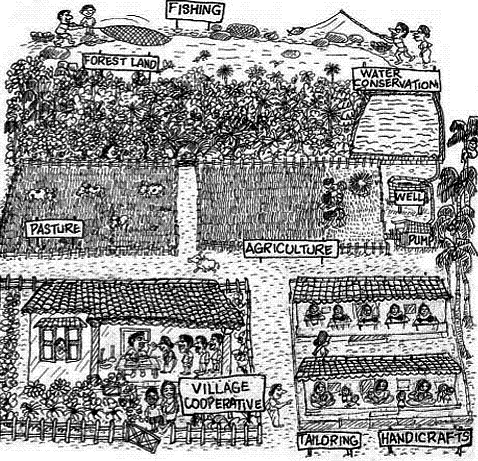 FISHING
FOREST LAND
WATER
CONSERVATION
WELL
PASTURE
PUMP
AGRICULTURE
VILLAGE
COOPERATIVE
TAILORING
HANDICRAFTS